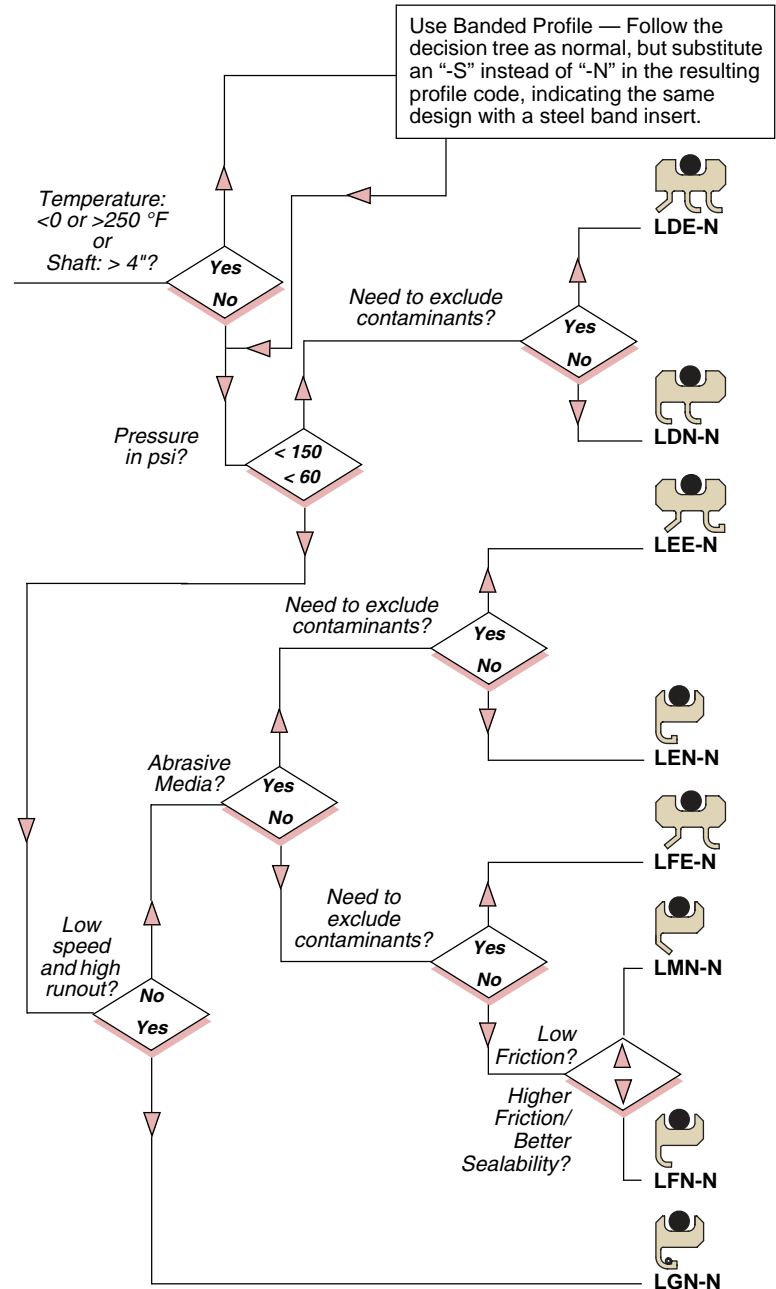 Use Banded Profile — Follow the
decision tree as normal, but substitute
an “-S” instead of “-N” in the resulting
profile code, indicating the same
design with a steel band insert.
Temperature:
<0 or >250 °F
or
Shaft: > 4"?
Yes
No
LDE-N
Need to exclude
contaminants?
Yes
No
LDN-N
Pressure
in psi?
< 150
< 60
LEE-N
Need to exclude
contaminants?
Yes
No
LEN-N
Abrasive
Media?
Yes
No
LFE-N
Need to
exclude
contaminants?
Yes
No
LMN-N
Low
speed
and high
runout?
No
Yes
Low
Friction?
Higher
Friction/
Better
Sealability?
LFN-N
LGN-N